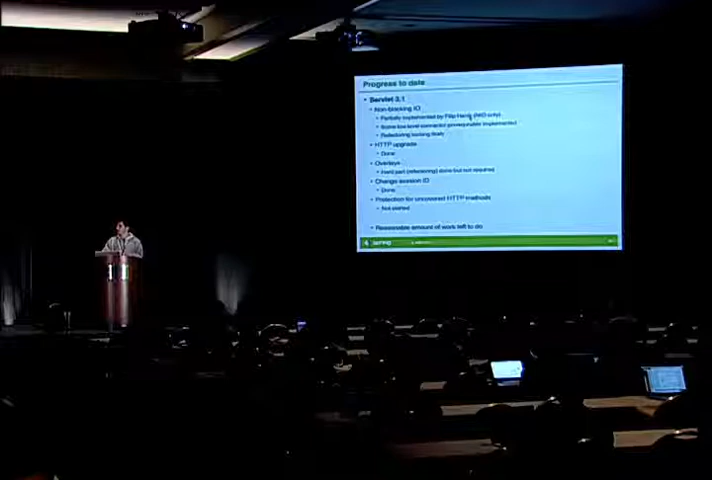 Progress to date
Servlet 3.1
Non-blocking IO
Partially implemented by Filip Hanik (NIO only)
Some low level connector prerequisite implemented
Refactoring looking likely
HTTP upgrade
Done
Overlays
Hard part (refactoring) done but not required
Change session ID
Done
Protection for uncovered HTTP methods
Not started
Reasonable amount of work left to do
spring